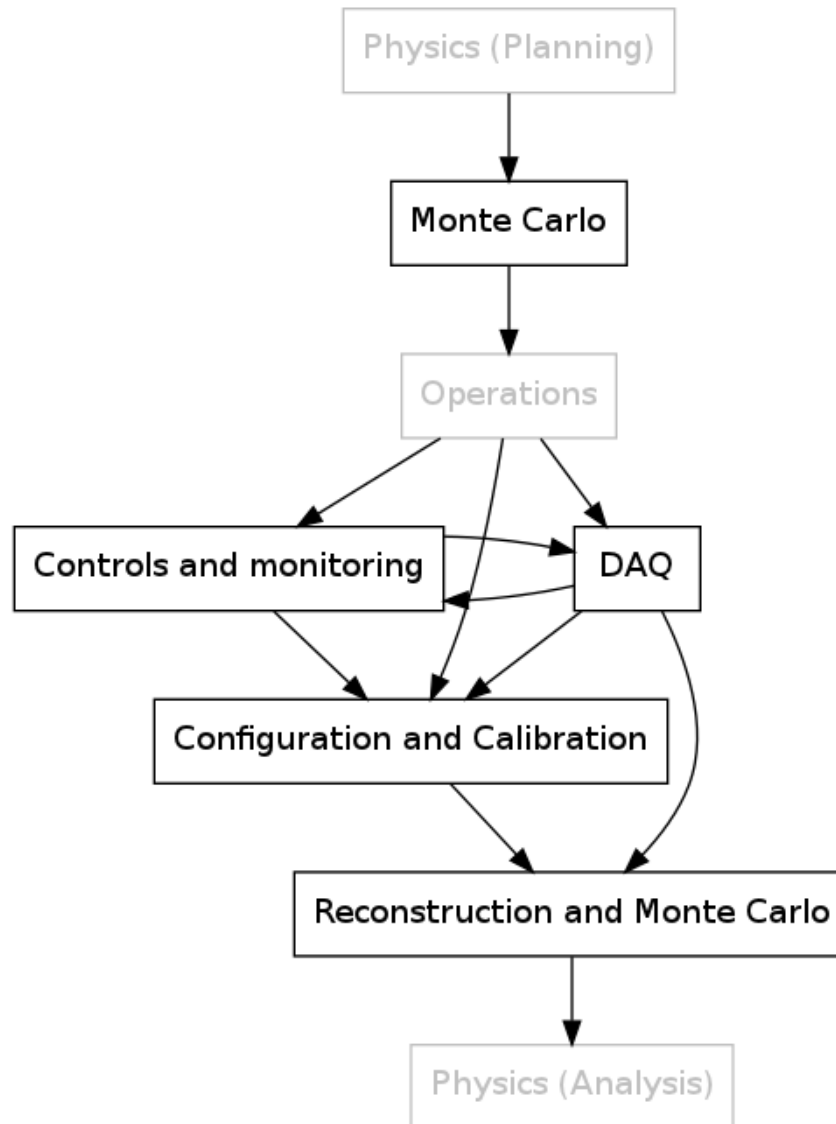 Physics (Planning)
Monte Carlo
Operations
Controls and monitoring
DAQ
Configuration and Calibration
Reconstruction and Monte Carlo
Physics (Analysis)